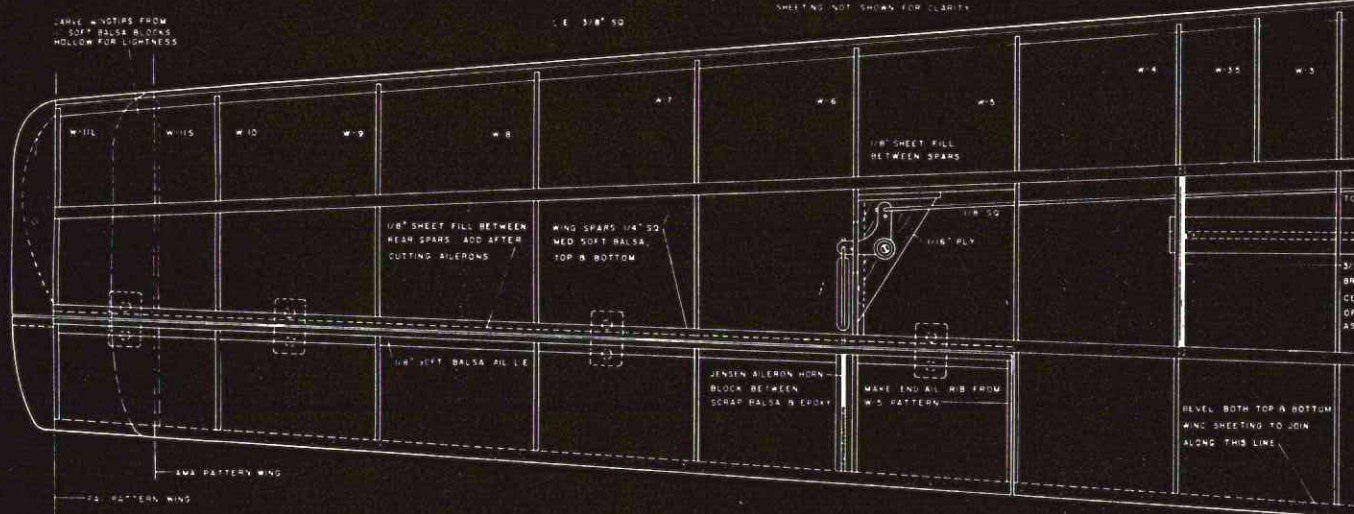 CARVE WINGTIPS FROM
SOFT BALSA BLOCKS
HOLLOW FOR LIGHTNESS
L.E. 3/8" SQ
SHEETING NOT SHOWN FOR CLARITY
W-11L
W-11S
W-10
W-9
W-8
W-7
W-6
W-5
W-4
W-3.5
W-3
1/8" SHEET FILL
BETWEEN SPARS
1/8 SQ
1/16" PLY
1/8" SHEET FILL BETWEEN
REAR SPARS. ADD AFTER
CUTTING AILERONS
WING SPARS 1/4" SQ
MED SOFT BALSA,
TOP & BOTTOM
1/8" SOFT BALSA AIL L.E.
JENSEN AILERON HORN
BLOCK BETWEEN
SCRAP BALSA & EPOXY
MAKE END AIL RIB FROM
W-5 PATTERN
BEVEL BOTH TOP & BOTTOM
WING SHEETING TO JOIN
ALONG THIS LINE
AMA PATTERN WING
FAI PATTERN WING